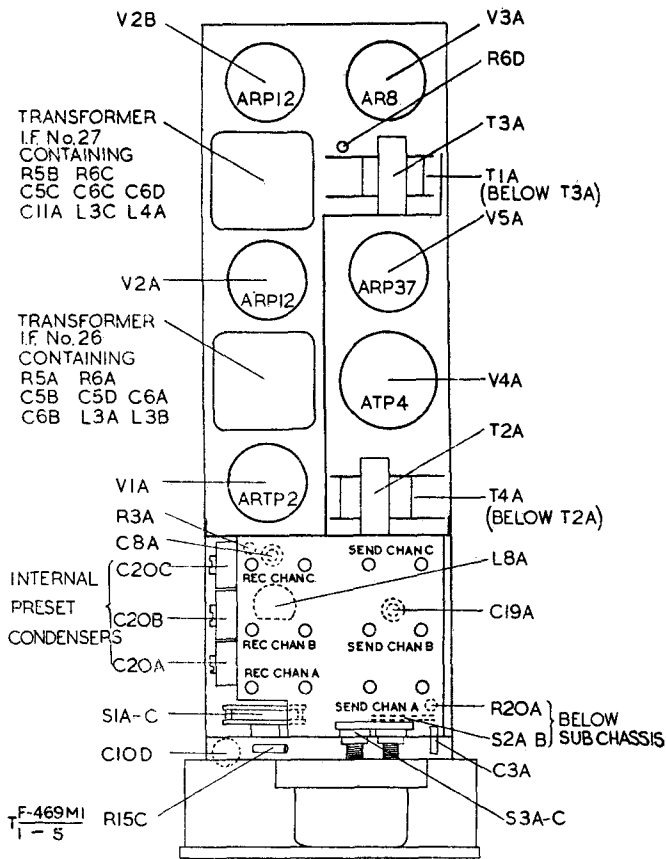 V2B
V3A
R6D
ARP12
AR8
T3A
TRANSFORMER
I.F. No.27
CONTAINING
R5B R6C
C5C C6C C6D
C11A L3C L4A
T1A
(BELOW T3A)
V5A
V2A
ARP12
ARP37
TRANSFORMER
I.F. No.26
CONTAINING
R5A R6A
C5B C5D C6A
C6B L3A L3B
V4A
ATP4
T2A
V1A
ARTP2
T4A
(BELOW T2A)
R3A
C8A
SEND CHAN C
REC CHAN C
L8A
C20C
INTERNAL
PRESET
CONDENSERS
C20B
C19A
REC CHAN B
SEND CHAN B
C20A
REC CHAN A
S1A-C
SEND CHAN A
R20A
S2A B
BELOW
SUBCHASSIS
C10D
C3A
T F-469MI
1 - 5
R15C
S3A-C